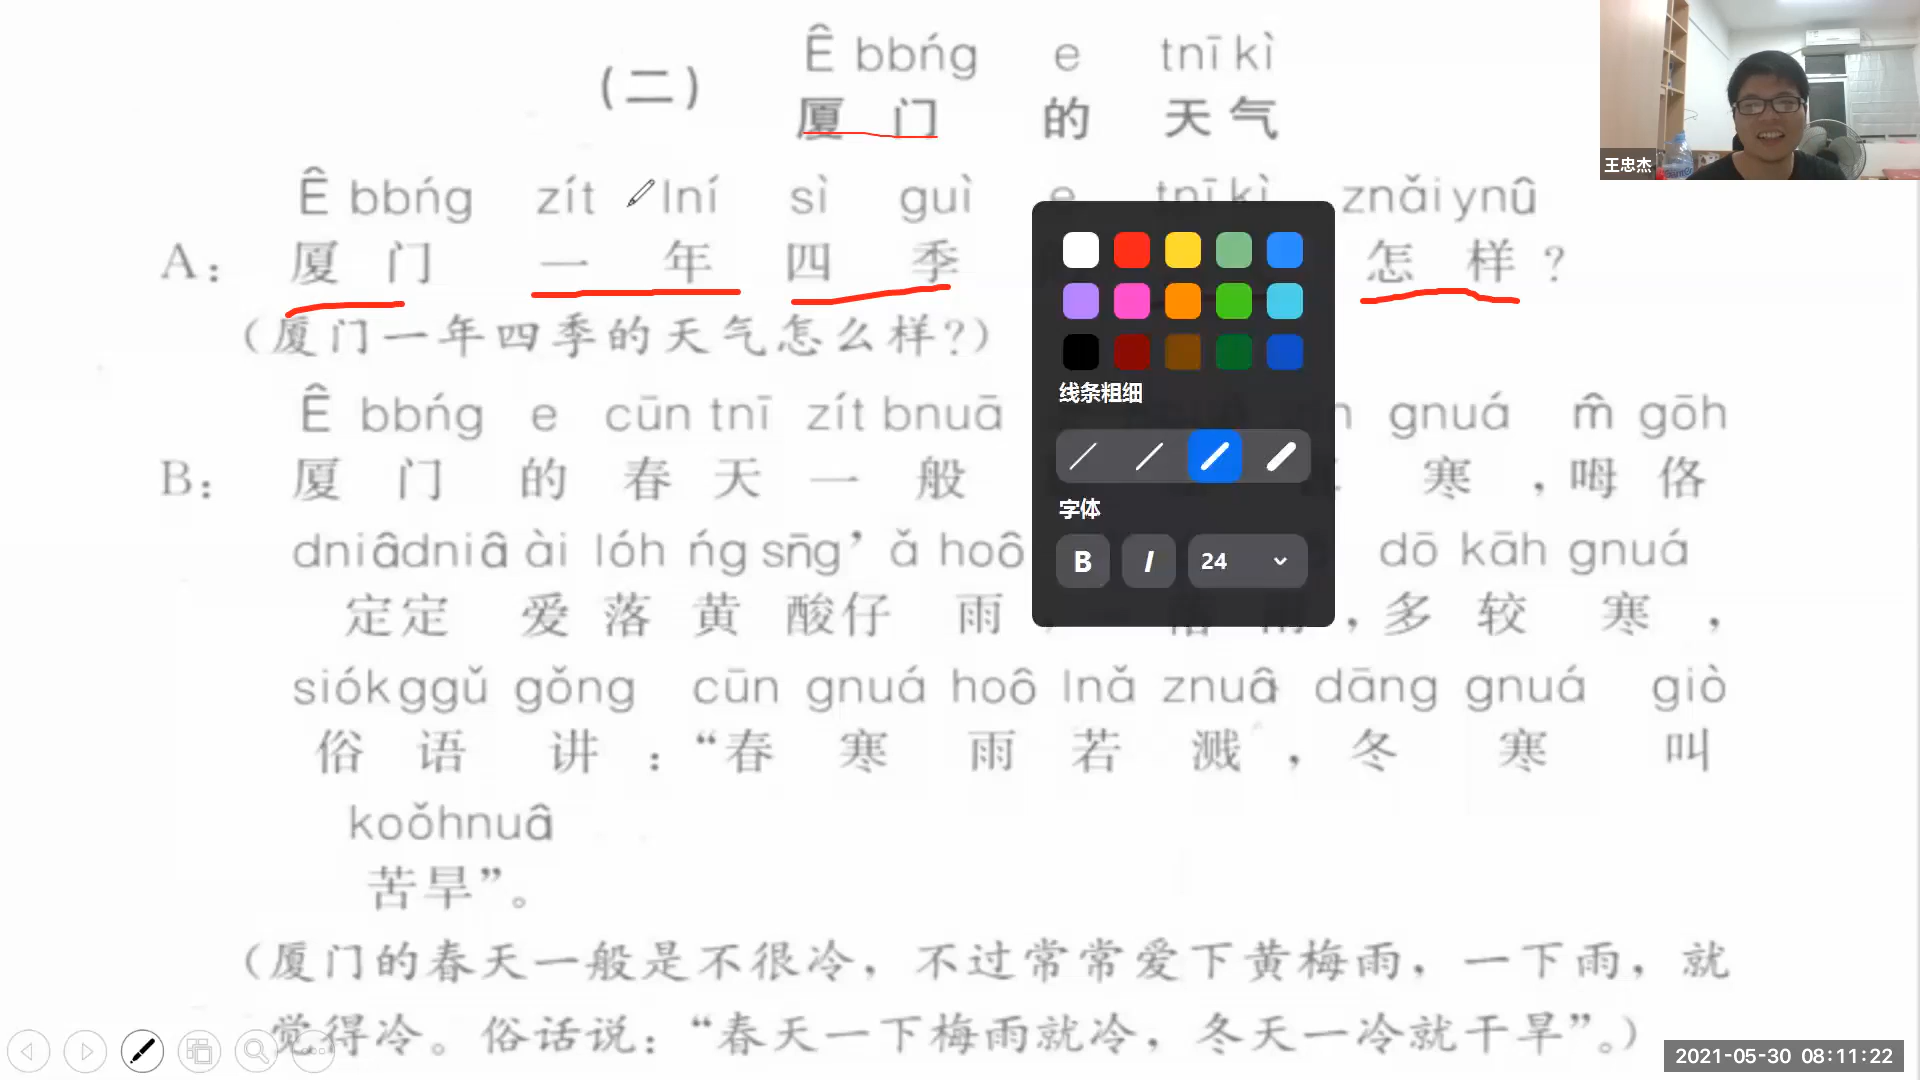 Ê bbńg e tnī kì
(二) 厦 门 的 天 气
Ê bbńg zít lní sì guì e tnī kì znǎi ynû
A： 厦 门 一 年 四 季 怎 样 ?
（厦门一年四季的天气怎么样?）
Ê bbńg e cūn tnī zít bnuā gnuá m̂ gōh
B： 厦 门 的 春 天 一 般 寒 ，呣 佫
dniâdniâ ài lóh ńg sn̄g’ ǎ hoô dō kāh gnuá
定定 爱 落 黄 酸仔 雨 ， 落 雨 ，多 较 寒 ，
siókggǔ gǒng cūn gnuá hoô lnǎ znuâ dāng gnuá giò
俗 语 讲 ：“春 寒 雨 若 溅 ，冬 寒 叫
koǒhnuâ
苦旱”。
（厦门的春天一般是不很冷，不过常常爱下黄梅雨，一下雨，就
觉得冷。俗话说：“春天一下梅雨就冷，冬天一冷就干旱”。）
线条粗细
字体
B I 24
王忠杰
2021-05-30 08:11:22